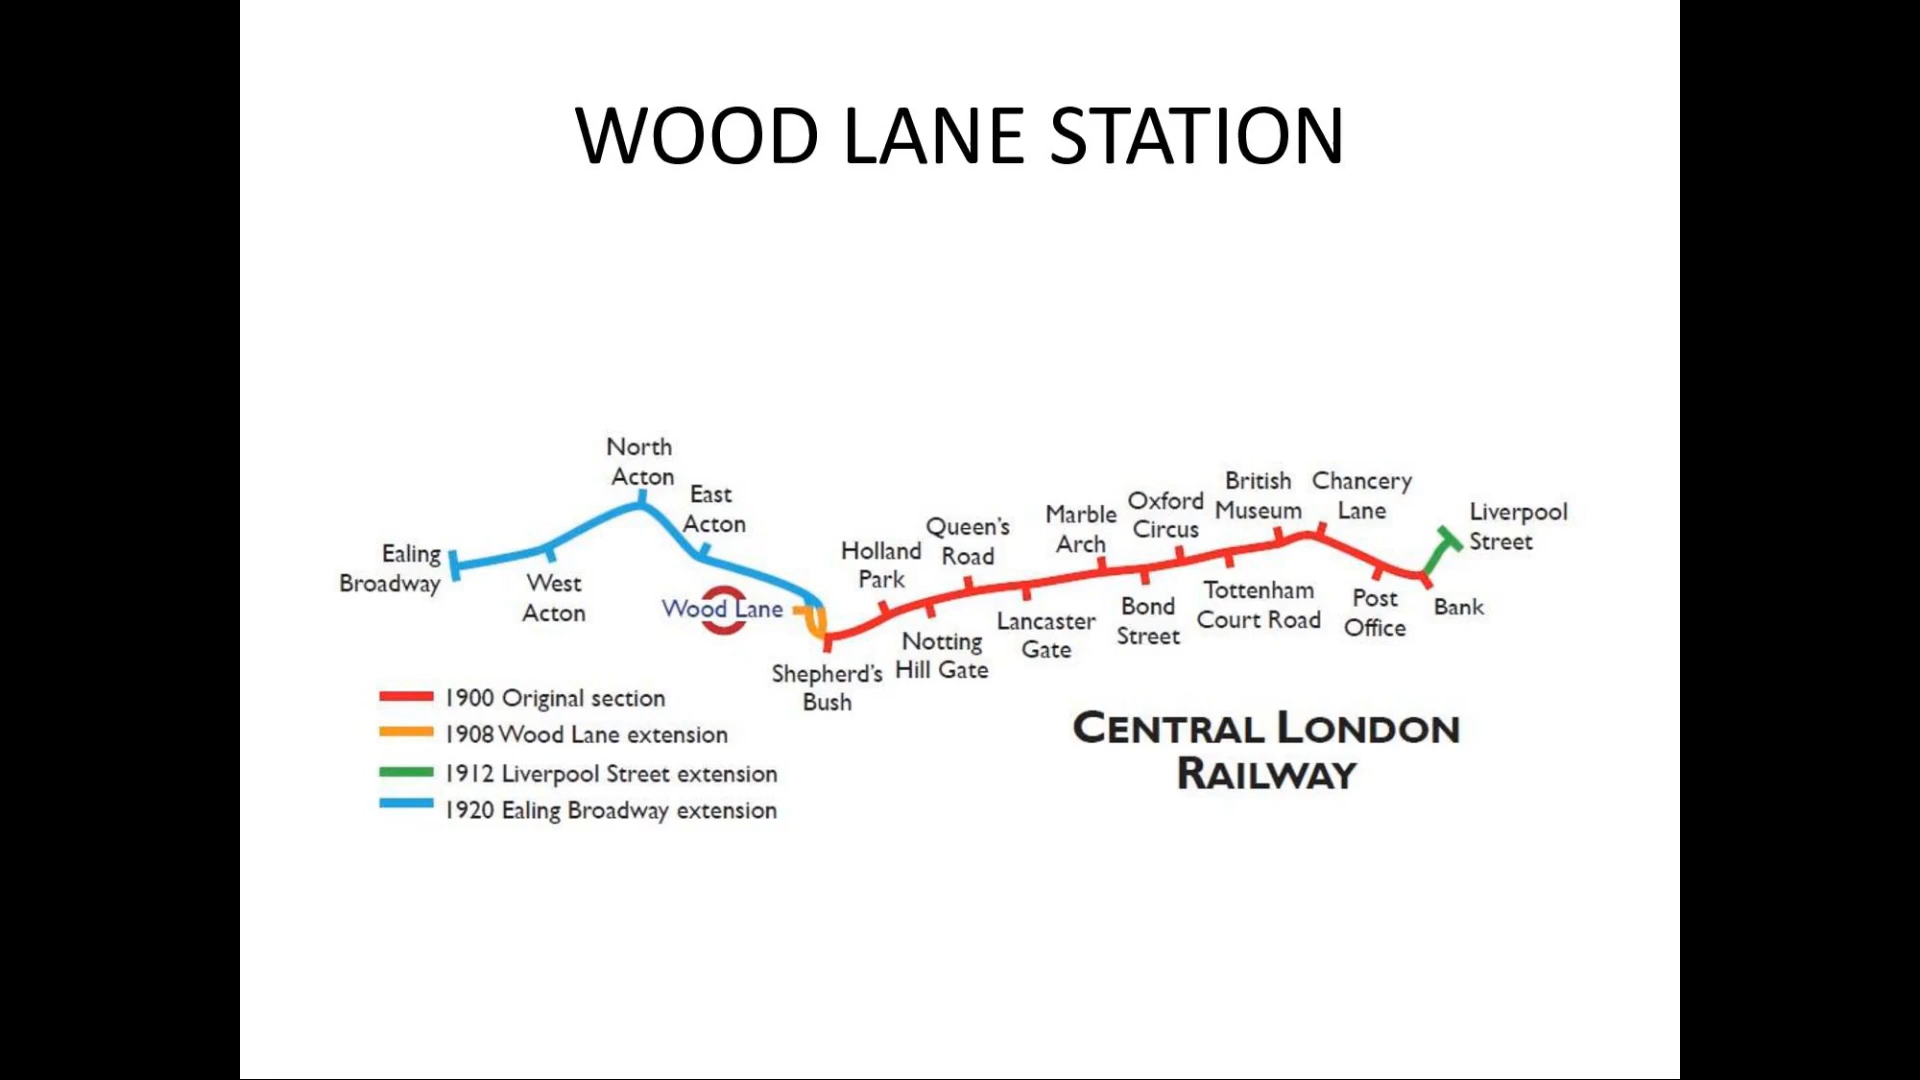 WOOD LANE STATION
North
Acton
East
Acton
Ealing
Broadway
West
Acton
Wood Lane
Shepherd's
Bush
Holland
Park
Notting
Hill Gate
Queen's
Road
Lancaster
Gate
Marble
Arch
Bond
Street
Oxford
Circus
Tottenham
Court Road
British
Museum
Chancery
Lane
Post
Office
Bank
Liverpool
Street
1900 Original section
1908 Wood Lane extension
1912 Liverpool Street extension
1920 Ealing Broadway extension
CENTRAL LONDON
RAILWAY